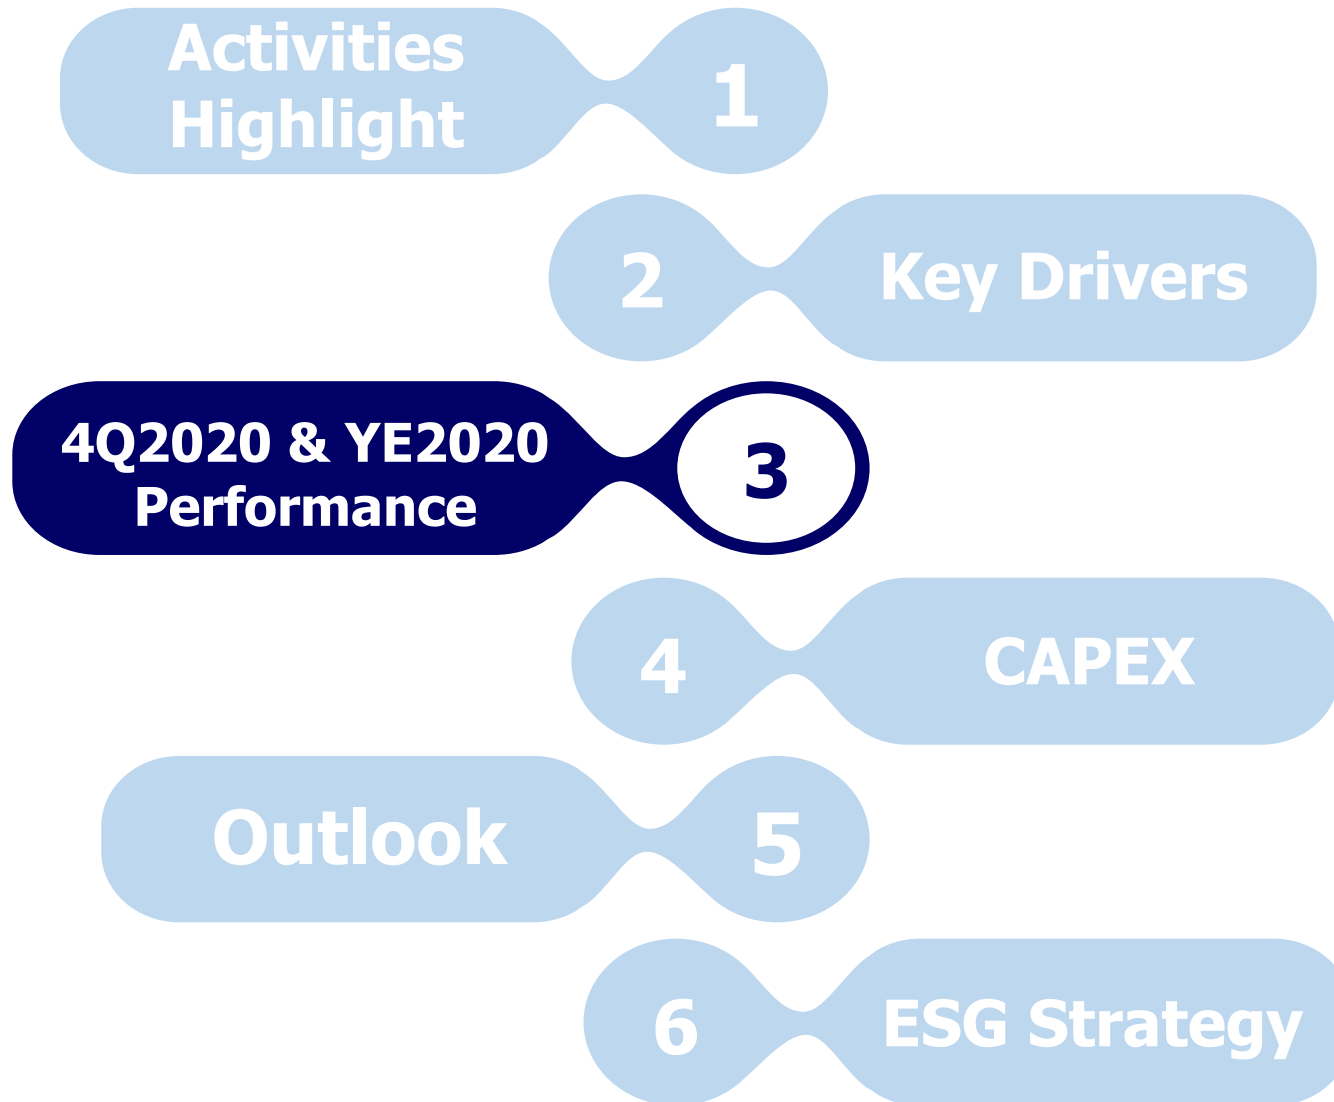 Activities
Highlight
1
2
Key Drivers
4Q2020 & YE2020
Performance
3
4
CAPEX
Outlook
5
6
ESG Strategy